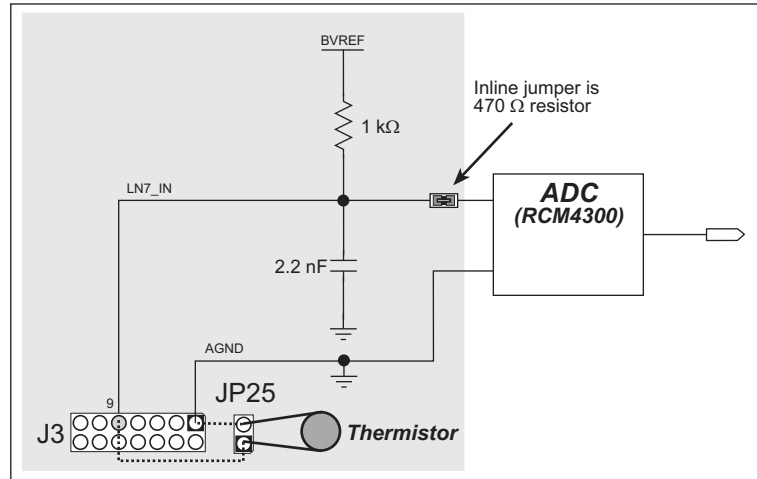 BVREF
Inline jumper is
470 Ω resistor
1 kΩ
LN7_IN
ADC
(RCM4300)
2.2 nF
AGND
JP25
9
J3
Thermistor